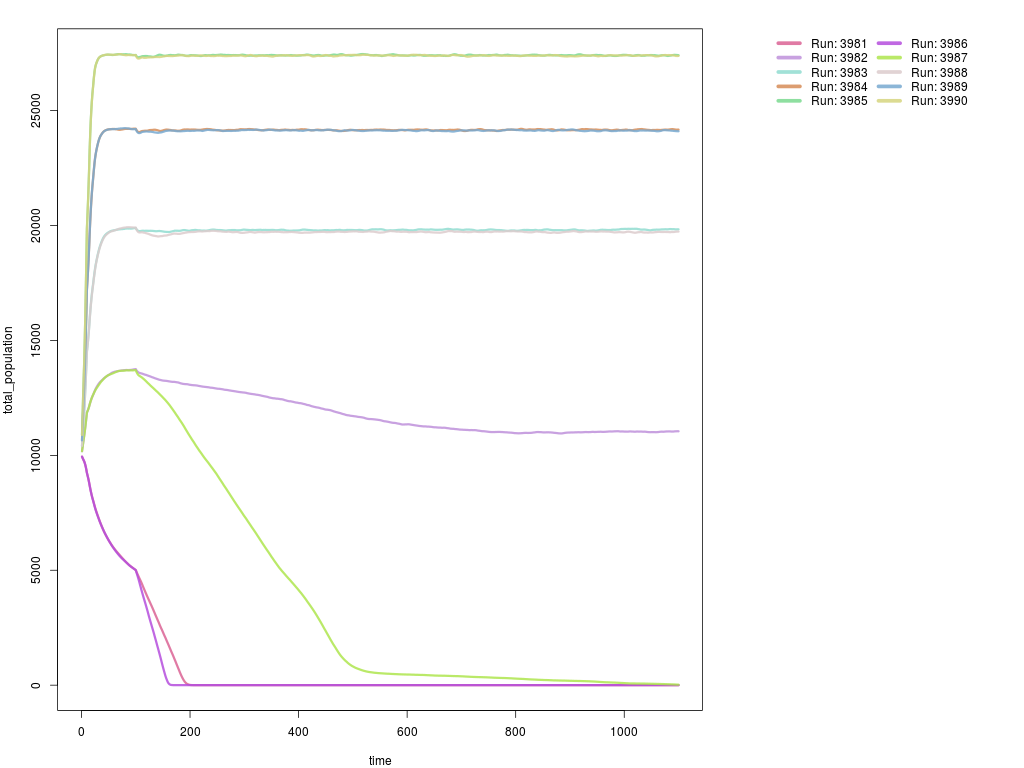 total_population
25000
20000
15000
10000
5000
0
0 200 400 600 800 1000
time
Run: 3981 Run: 3986
Run: 3982 Run: 3987
Run: 3983 Run: 3988
Run: 3984 Run: 3989
Run: 3985 Run: 3990